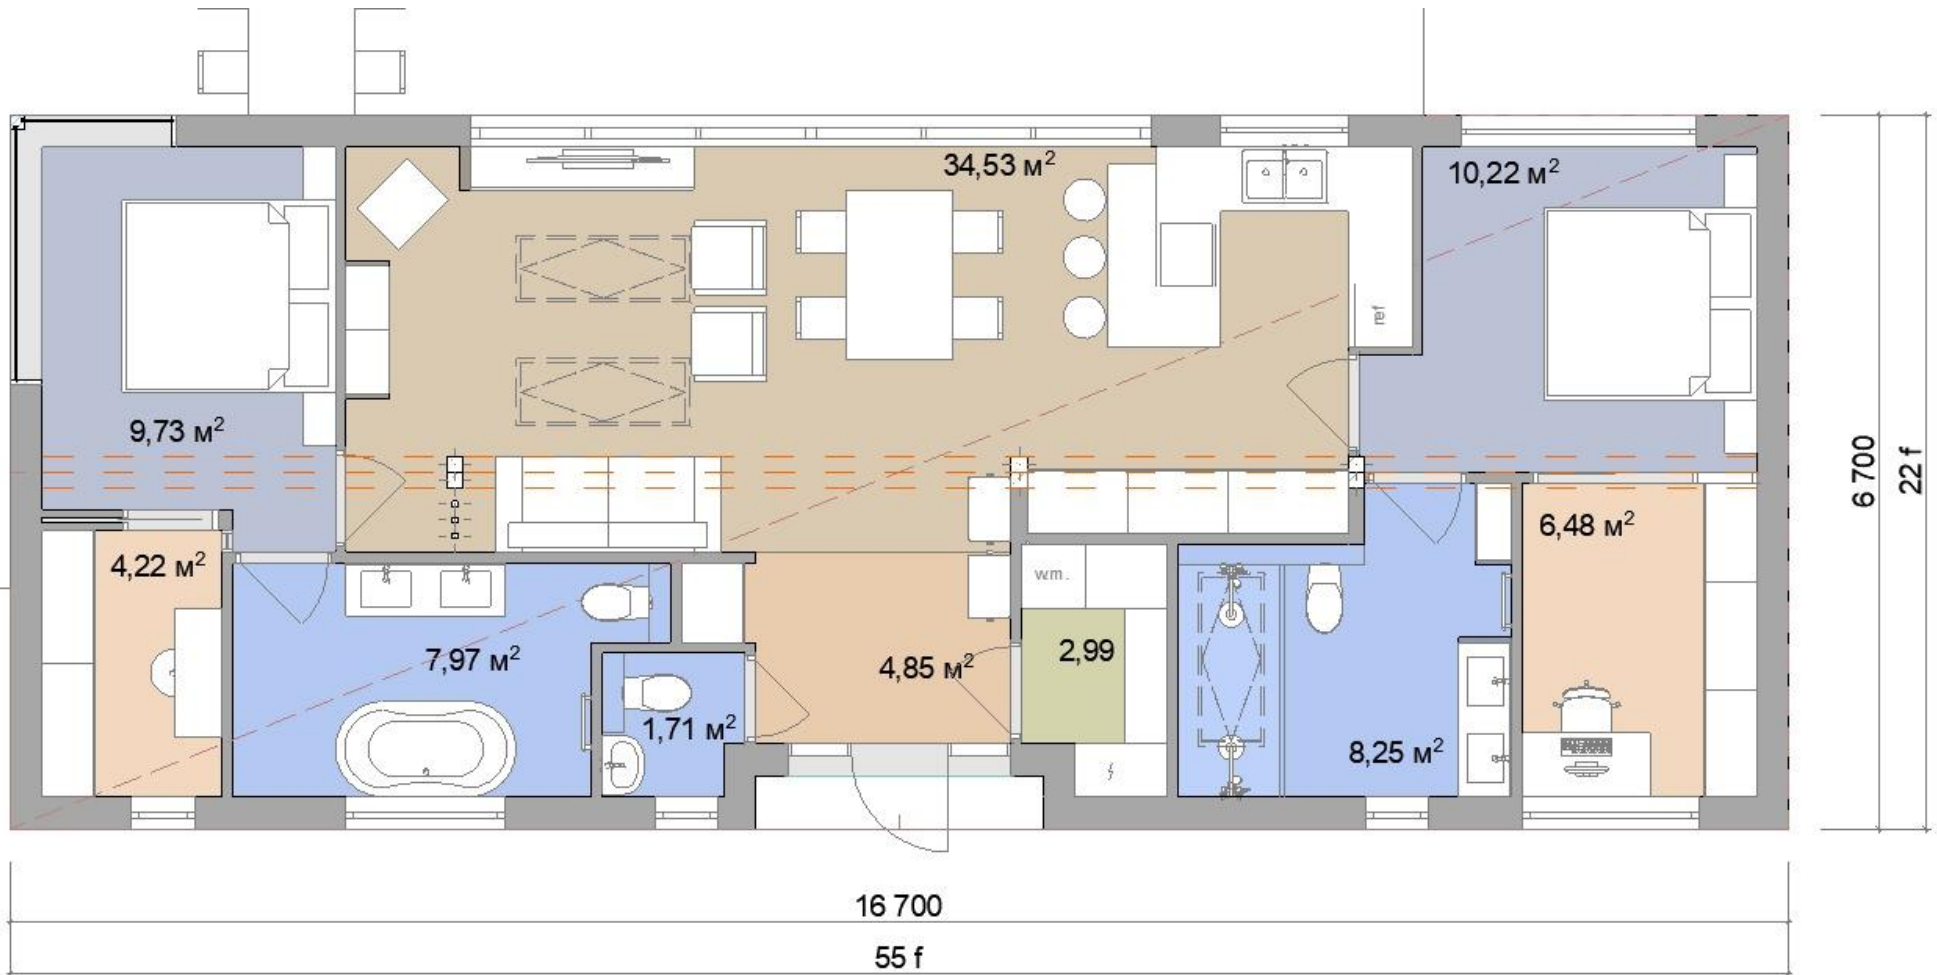 34,53 м²
10,22 м²
ref
9,73 м²
6 700
22 f
4,22 м²
6,48 м²
w.m.
7,97 м²
4,85 м²
2,99
1,71 м²
8,25 м²
16 700
55 f